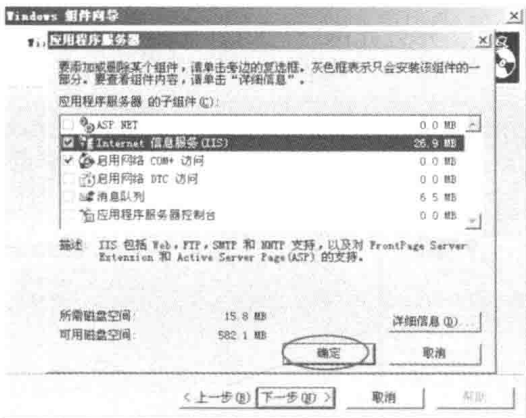 Windows 组件向导
应用程序服务器
要添加或删除某个组件，请单击旁边的复选框。灰色框表示只会安装该组件的一
部分。要查看组件内容，请单击“详细信息”。
应用程序服务器 的子组件(C):
ASP.NET 0.0 MB
Internet 信息服务(IIS) 26.9 MB
启用网络 COM+ 访问 0.0 MB
启用网络 DTC 访问 0.0 MB
消息队列 6.5 MB
应用程序服务器控制台 0.0 MB
描述: IIS 包括 Web，FTP，SMTP 和 NNTP 支持，以及对 FrontPage Server
Extension 和 Active Server Page(ASP) 的支持。
所需磁盘空间: 15.8 MB
可用磁盘空间: 582.1 MB
详细信息(D)...
确定 取消
< 上一步(B) 下一步(N) > 取消 帮助